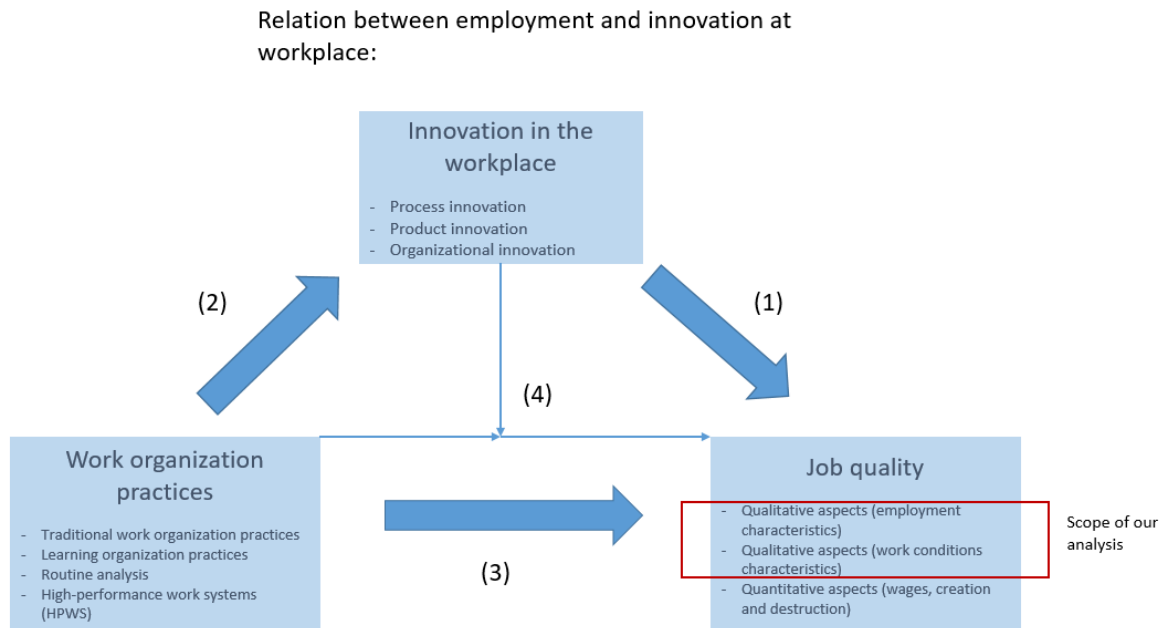 Relation between employment and innovation at
workplace:
Innovation in the
workplace
- Process innovation
- Product innovation
- Organizational innovation
(2)
(1)
(4)
Work organization
practices
- Traditional work organization practices
- Learning organization practices
- Routine analysis
- High-performance work systems
(HPWS)
(3)
Job quality
- Qualitative aspects (employment
characteristics)
- Qualitative aspects (work conditions
characteristics)
- Quantitative aspects (wages, creation
and destruction)
Scope of our
analysis